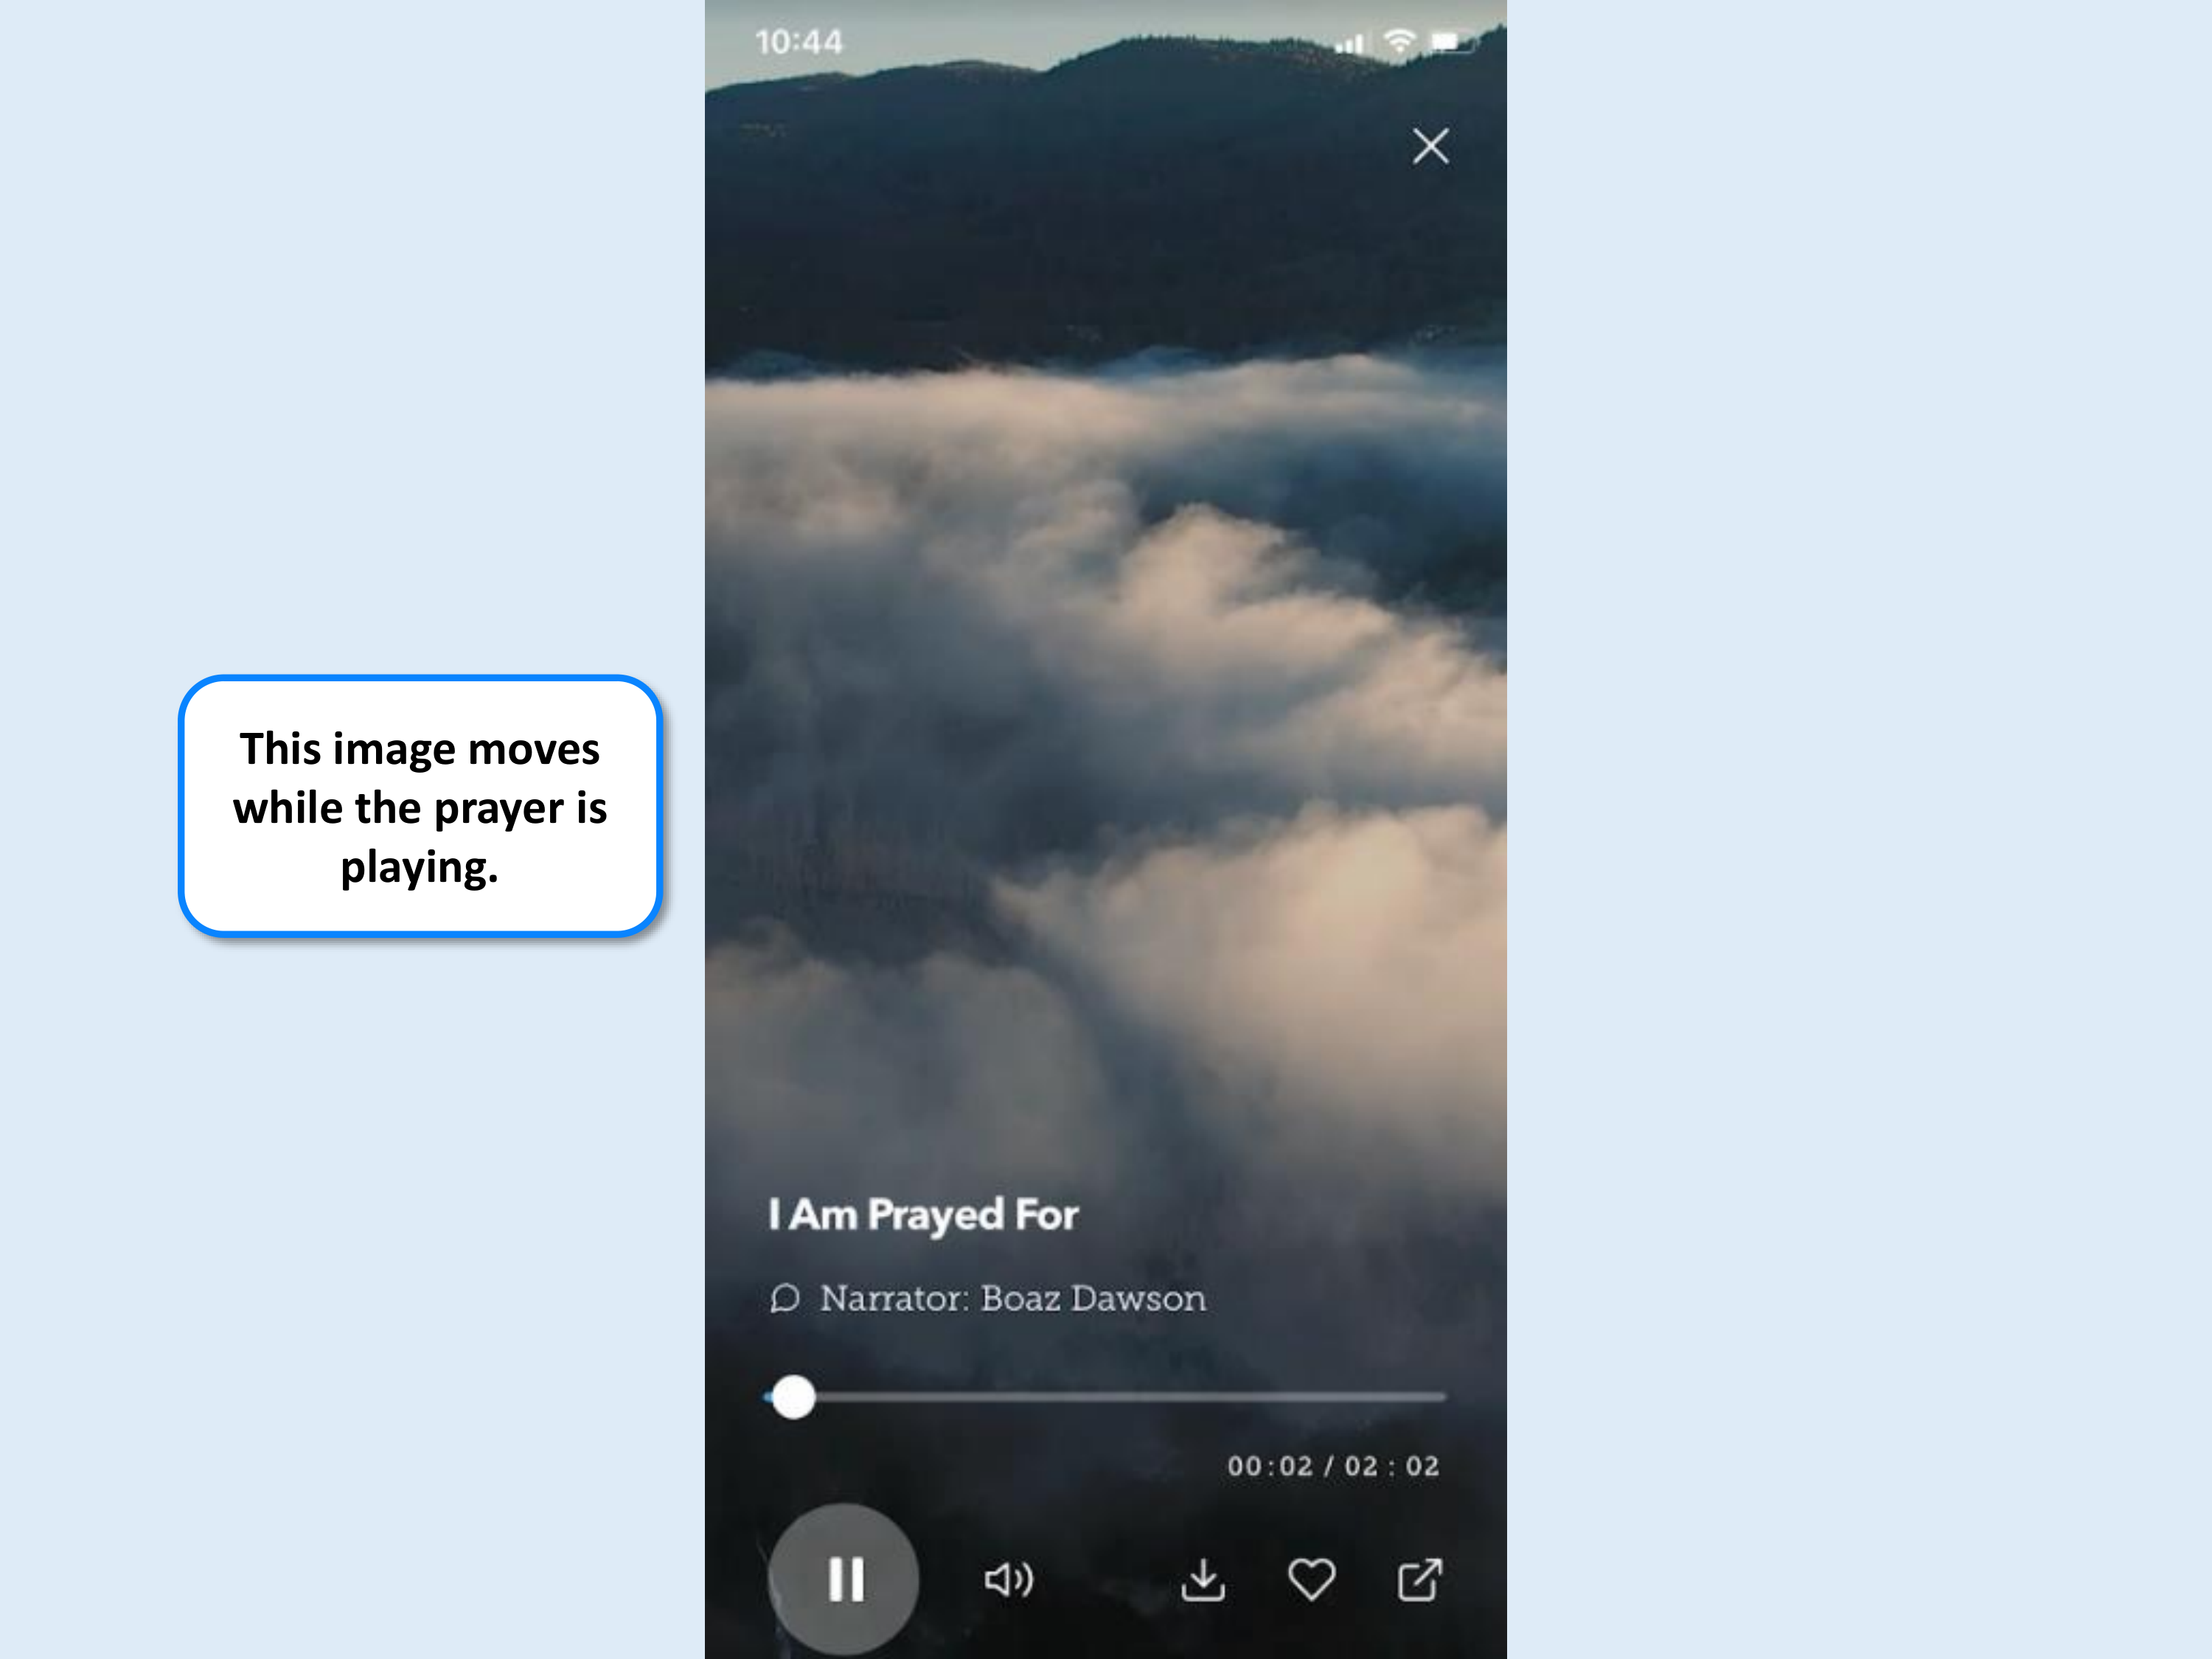 10:44
This image moves
while the prayer is
playing.
I Am Prayed For
Narrator: Boaz Dawson
00:02 / 02 : 02